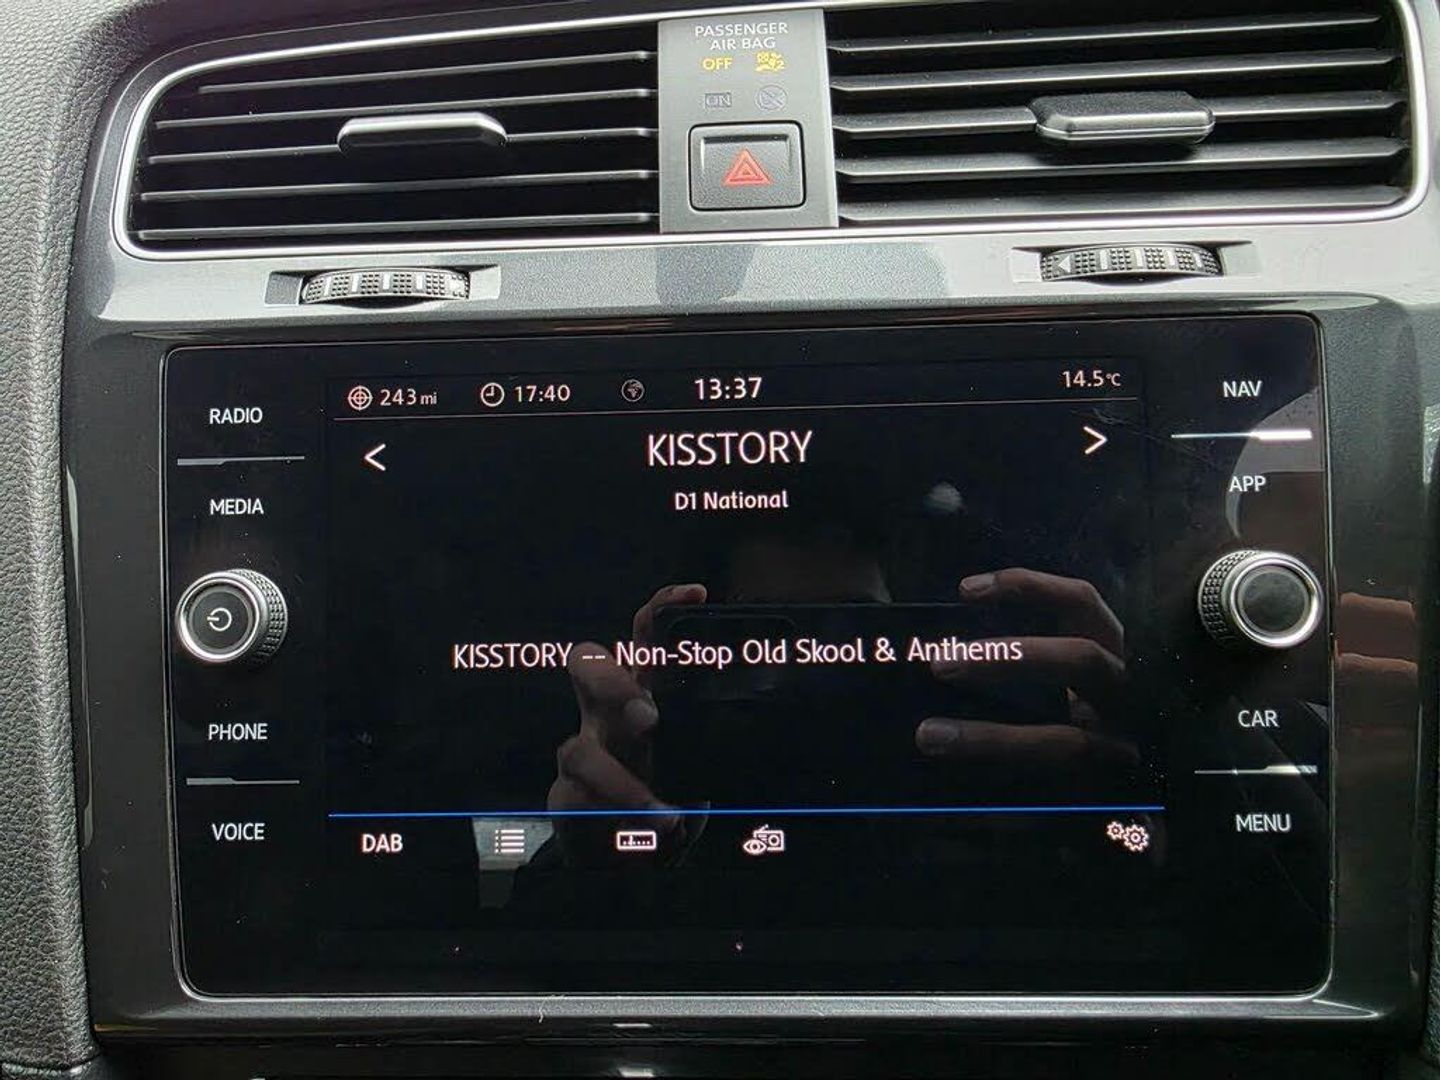 PASSENGER
AIR BAG
OFF
ON
243 mi 17:40 13:37 14.5°C
< KISSTORY >
D1 National
KISSTORY -- Non-Stop Old Skool & Anthems
DAB
RADIO
MEDIA
PHONE
VOICE
NAV
APP
CAR
MENU